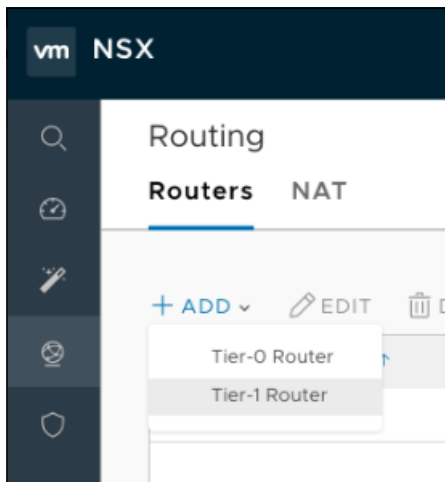 vm NSX
Routing
Routers NAT
+ ADD EDIT
Tier-0 Router
Tier-1 Router